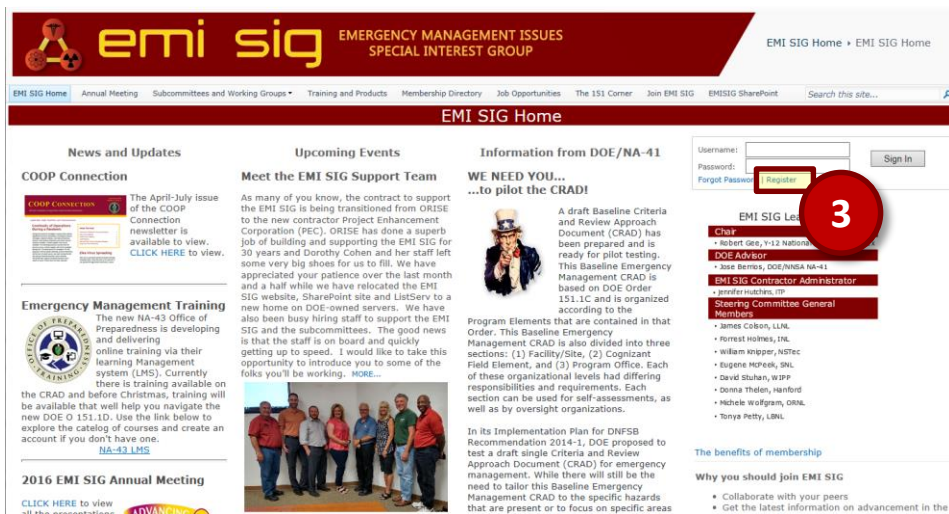 emi sig
EMERGENCY MANAGEMENT ISSUES
SPECIAL INTEREST GROUP
EMI SIG Home › EMI SIG Home
EMI SIG Home Annual Meeting Subcommittees and Working Groups Training and Products Membership Directory Job Opportunities The 151 Corner Join EMI SIG EMISIG SharePoint Search this site...
EMI SIG Home
News and Updates
COOP Connection
COOP CONNECTION
The April-July issue
of the COOP
Connection
newsletter is
available to view.
CLICK HERE to view.
Emergency Management Training
OFFICE OF PREPAREDNESS
TRAINING
The new NA-43 Office of
Preparedness is developing
and delivering
online training via their
learning Management
system (LMS). Currently
there is training available on
the CRAD and before Christmas, training will
be available that well help you navigate the
new DOE O 151.1D. Use the link below to
explore the catelog of courses and create an
account if you don't have one.
NA-43 LMS
2016 EMI SIG Annual Meeting
CLICK HERE to view
all the presentations
ADVANCING
Upcoming Events
Meet the EMI SIG Support Team
As many of you know, the contract to support
the EMI SIG is being transitioned from ORISE
to the new contractor Project Enhancement
Corporation (PEC). ORISE has done a superb
job of building and supporting the EMI SIG for
30 years and Dorothy Cohen and her staff left
some very big shoes for us to fill. We have
appreciated your patience over the last month
and a half while we have relocated the EMI
SIG website, SharePoint site and ListServ to a
new home on DOE-owned servers. We have
also been busy hiring staff to support the EMI
SIG and the subcommittees. The good news
is that the staff is on board and quickly
getting up to speed. I would like to take this
opportunity to introduce you to some of the
folks you'll be working. MORE...
Information from DOE/NA-41
WE NEED YOU...
...to pilot the CRAD!
A draft Baseline Criteria
and Review Approach
Document (CRAD) has
been prepared and is
ready for pilot testing.
This Baseline Emergency
Management CRAD is
based on DOE Order
151.1C and is organized
according to the
Program Elements that are contained in that
Order. This Baseline Emergency
Management CRAD is also divided into three
sections: (1) Facility/Site, (2) Cognizant
Field Element, and (3) Program Office. Each
of these organizational levels had differing
responsibilities and requirements. Each
section can be used for self-assessments, as
well as by oversight organizations.
In its Implementation Plan for DNFSB
Recommendation 2014-1, DOE proposed to
test a draft single Criteria and Review
Approach Document (CRAD) for emergency
management. While there will still be the
need to tailor this Baseline Emergency
Management CRAD to the specific hazards
that are present or to focus on specific areas
Username:
Password:
Sign In
Forgot Password | Register
3
EMI SIG Lea
Chair
• Robert Gee, Y-12 National
DOE Advisor
• Jose Berrios, DOE/NNSA NA-41
EMI SIG Contractor Administrator
• Jennifer Hutchins, ITP
Steering Committee General
Members
• James Colson, LLNL
• Forrest Holmes, INL
• William Knipper, NSTec
• Eugene McPeek, SNL
• David Stuhan, WIPP
• Donna Thelen, Hanford
• Michele Wolfgram, ORNL
• Tonya Petty, LBNL
The benefits of membership
Why you should join EMI SIG
• Collaborate with your peers
• Get the latest information on advancement in the